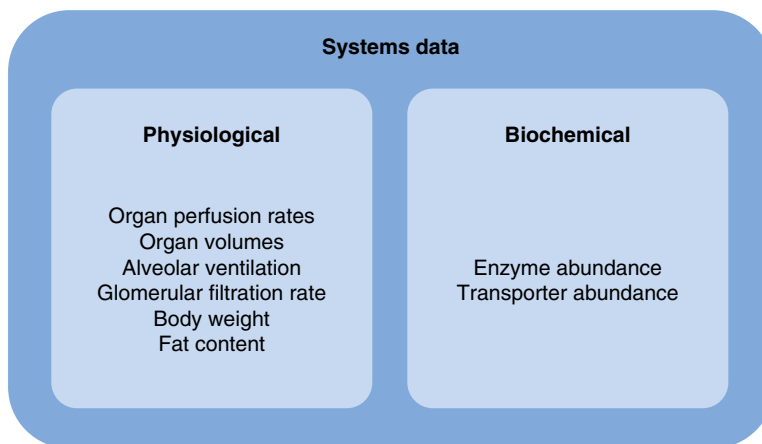 Systems data
Physiological
Organ perfusion rates
Organ volumes
Alveolar ventilation
Glomerular filtration rate
Body weight
Fat content
Biochemical
Enzyme abundance
Transporter abundance